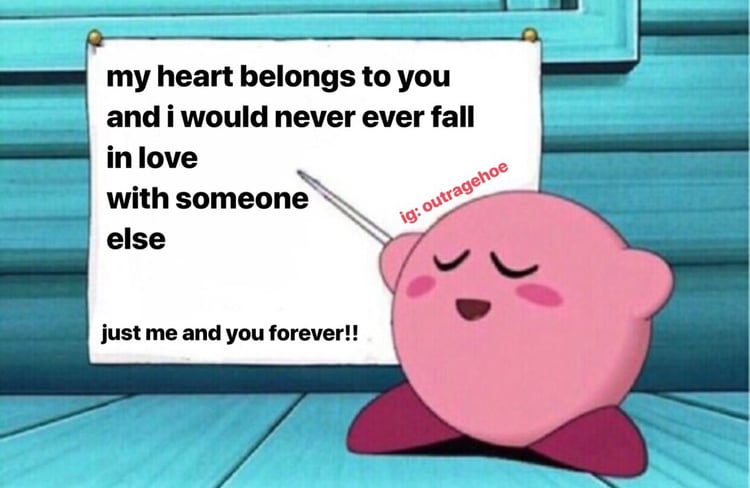 my heart belongs to you
and i would never ever fall
in love
with someone
else
ig: outragehoe
just me and you forever!!